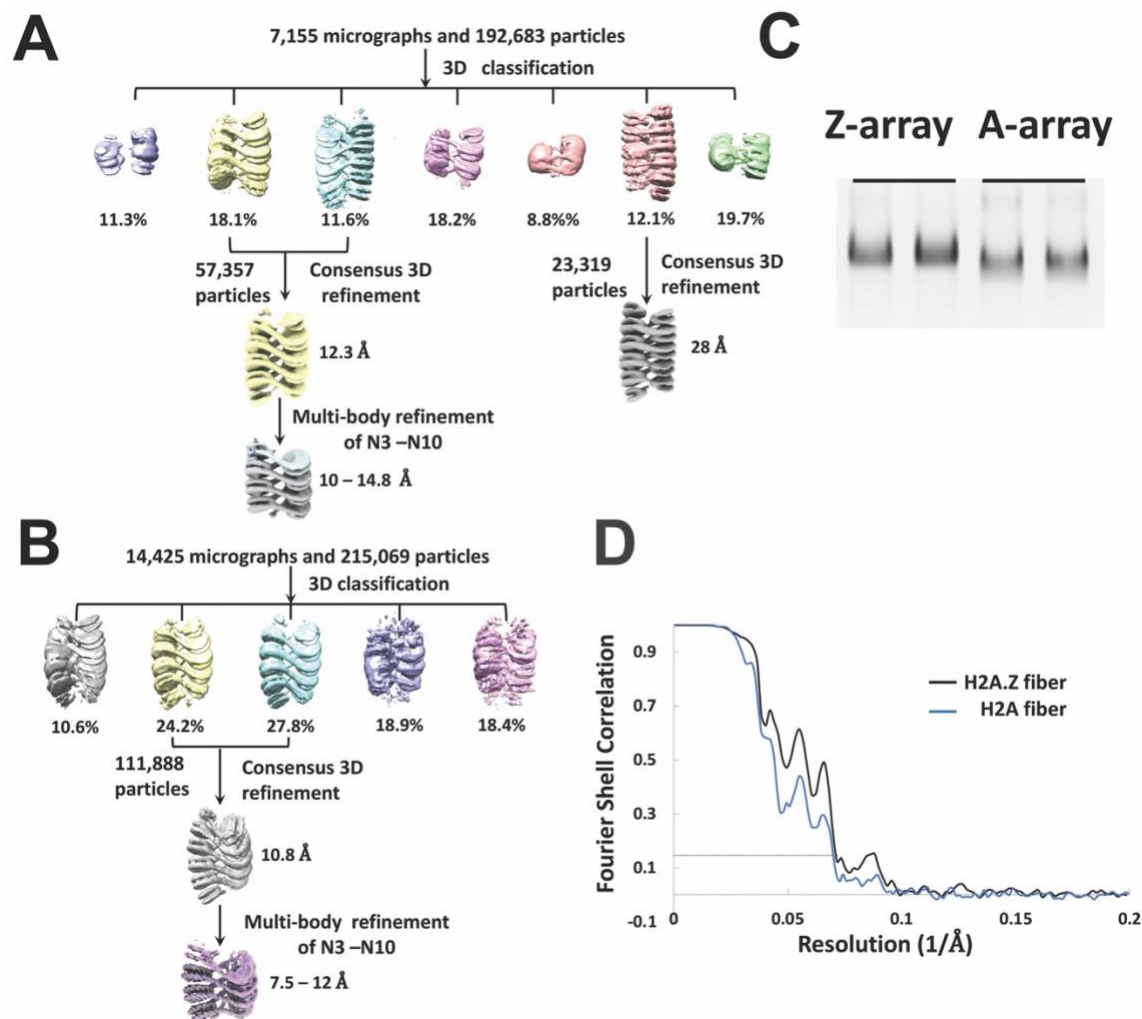 A
7,155 micrographs and 192,683 particles
3D classification
11.3%
18.1%
11.6%
18.2%
8.8%%
12.1%
19.7%
57,357
particles
Consensus 3D
refinement
12.3 Å
Multi-body refinement
of N3 –N10
10 – 14.8 Å
23,319
particles
Consensus 3D
refinement
28 Å
B
14,425 micrographs and 215,069 particles
3D classification
10.6%
24.2%
27.8%
18.9%
18.4%
111,888
particles
Consensus 3D
refinement
10.8 Å
Multi-body refinement
of N3 –N10
7.5 – 12 Å
C
Z-array A-array
D
Fourier Shell Correlation
0.9
0.7
0.5
0.3
0.1
-0.1
H2A.Z fiber
H2A fiber
0 0.05 0.1 0.15 0.2
Resolution (1/Å)